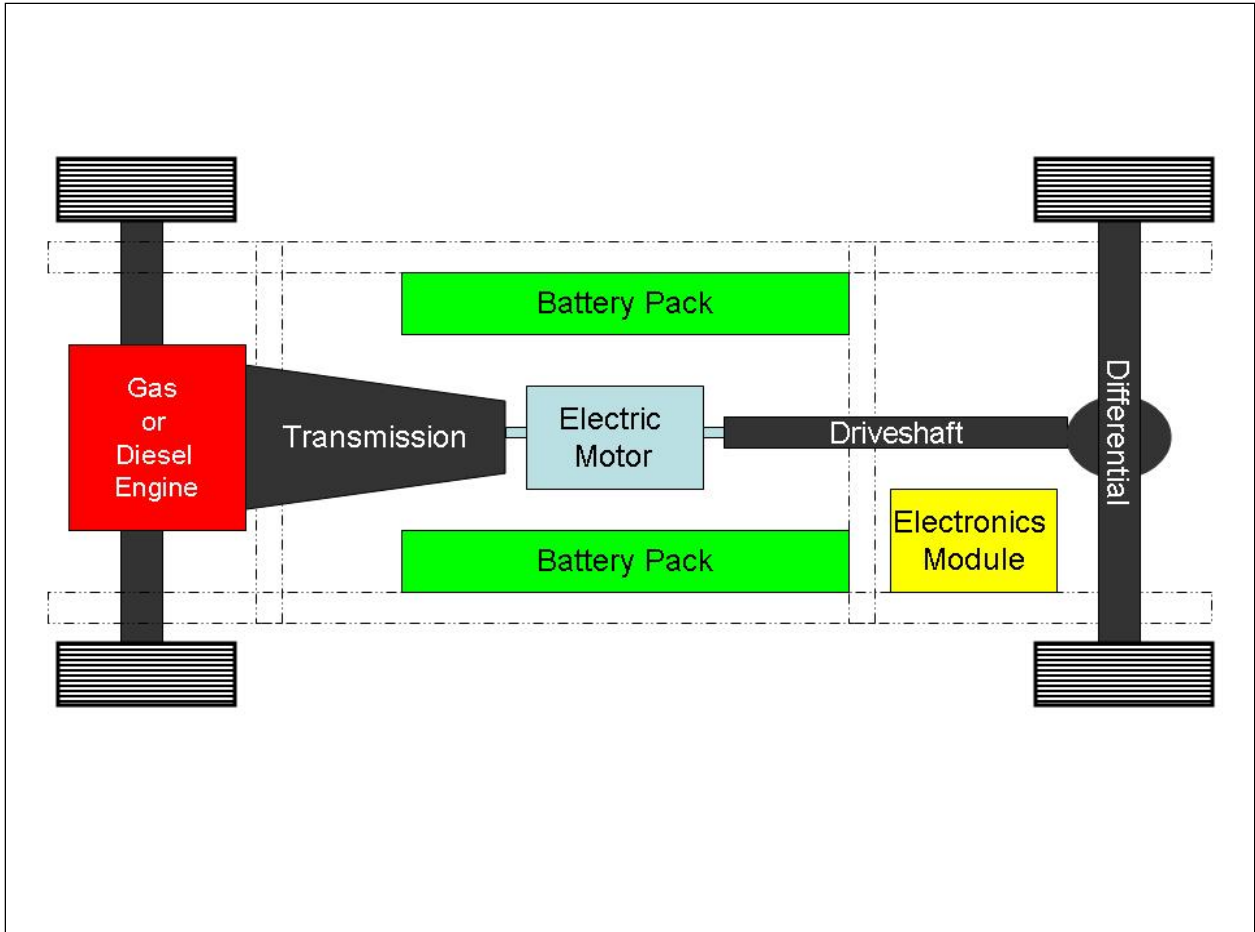 Battery Pack
Gas
or
Diesel
Engine
Transmission
Electric
Motor
Driveshaft
Differential
Battery Pack
Electronics
Module